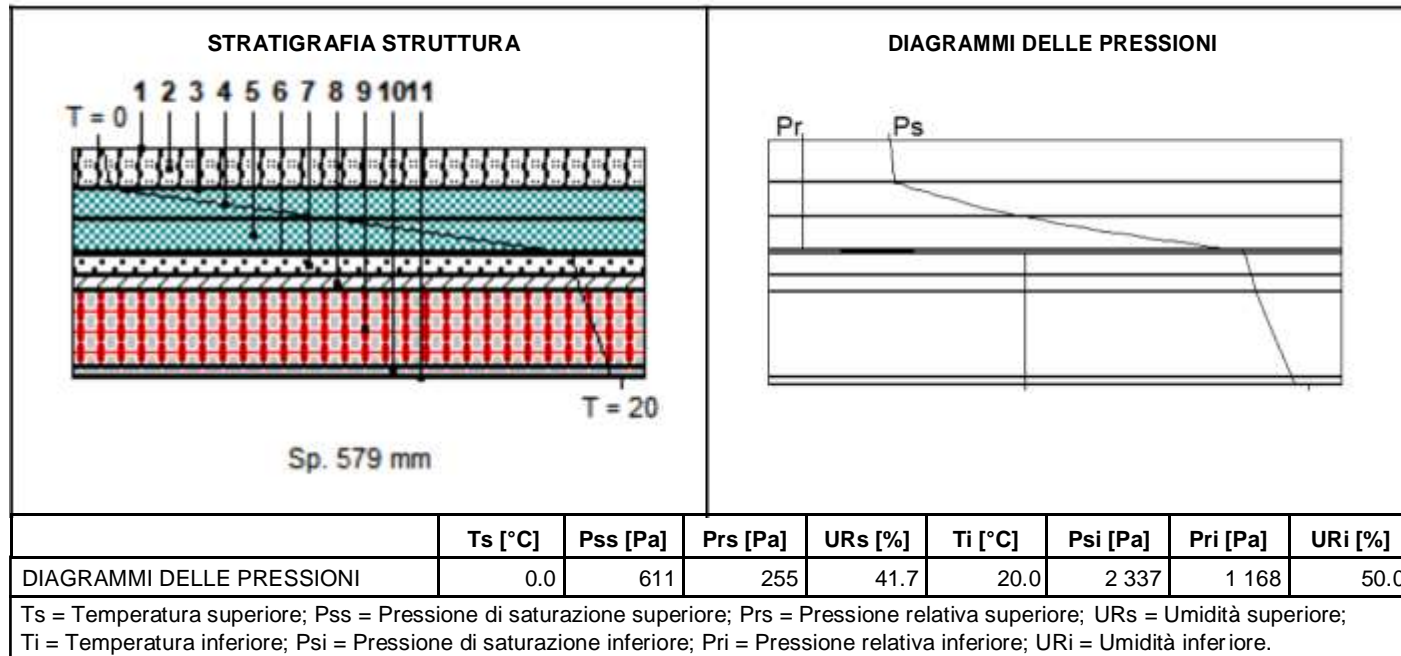 STRATIGRAFIA STRUTTURA
1 2 3 4 5 6 7 8 9 10 11
T = 0
T = 20
Sp. 579 mm
DIAGRAMMI DELLE PRESSIONI
Pr Ps
Ts [°C] Pss [Pa] Prs [Pa] URs [%] Ti [°C] Psi [Pa] Pri [Pa] URi [%]
DIAGRAMMI DELLE PRESSIONI 0.0 611 255 41.7 20.0 2 337 1 168 50.0
Ts = Temperatura superiore; Pss = Pressione di saturazione superiore; Prs = Pressione relativa superiore; URs = Umidità superiore;
Ti = Temperatura inferiore; Psi = Pressione di saturazione inferiore; Pri = Pressione relativa inferiore; URi = Umidità inferiore.